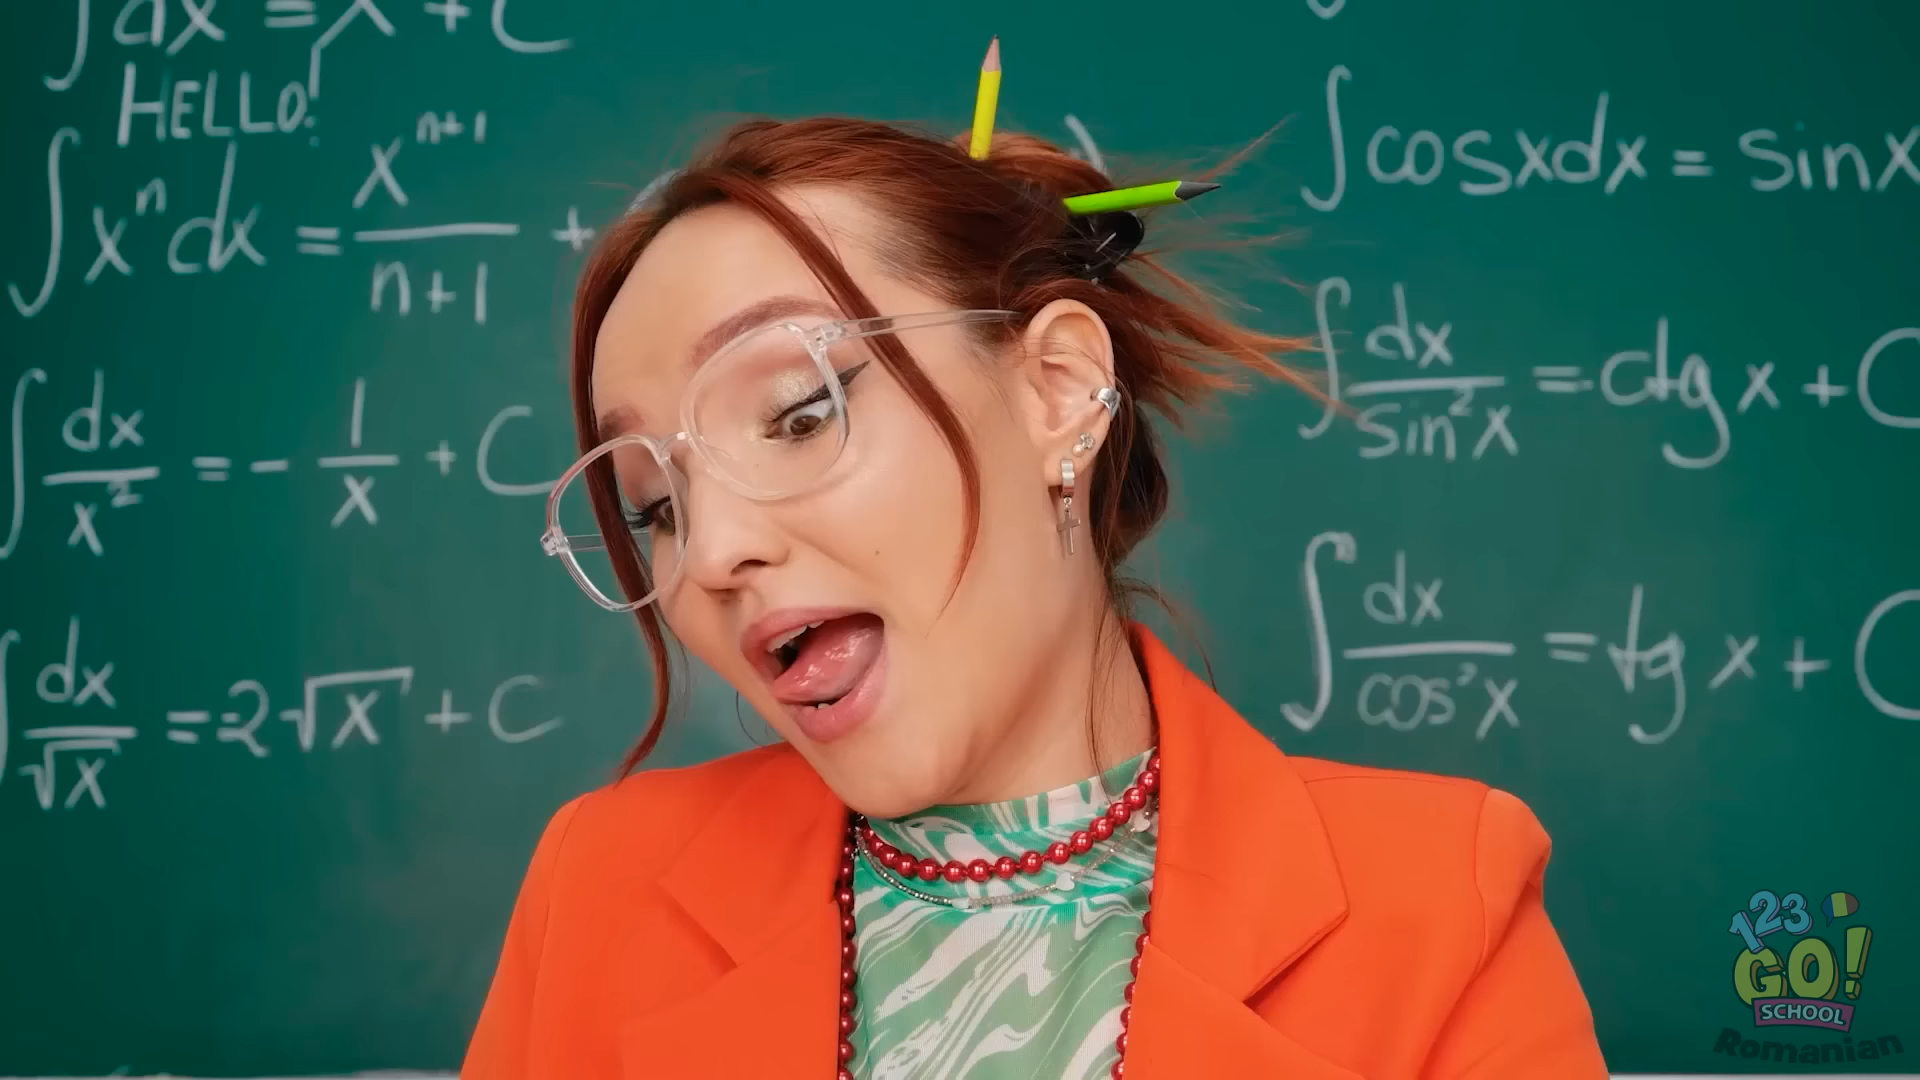 ∫dx = x + C
HELLO!
∫xⁿdx = xⁿ⁺¹/n+1 +
∫dx/x² = - 1/x + C
∫dx/√x = 2√x + C
∫cosxdx = sinx
∫dx/sin²x = ctg x + C
∫dx/cos²x = tg x + C
123
GO!
SCHOOL
Romanian